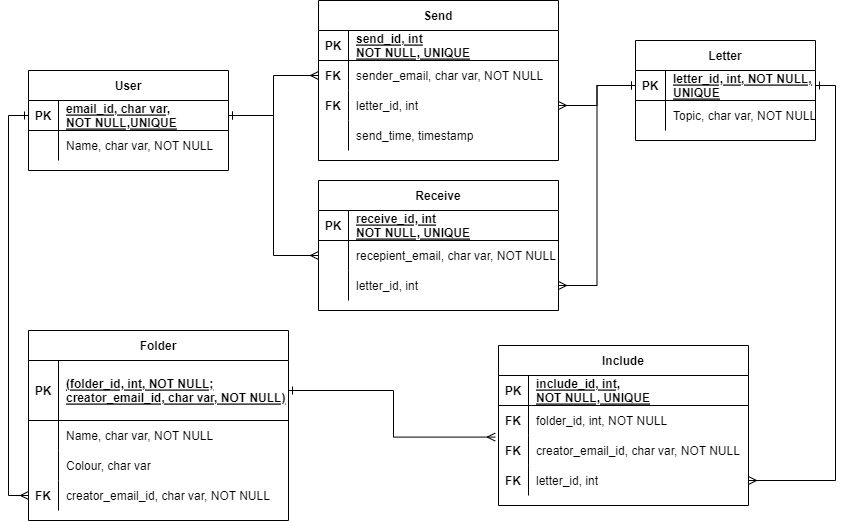 Send
PK
send_id, int
NOT NULL, UNIQUE
FK
sender_email, char var, NOT NULL
FK
letter_id, int
send_time, timestamp
Letter
PK
letter_id, int, NOT NULL,
UNIQUE
Topic, char var, NOT NULL
User
PK
email_id, char var,
NOT NULL,UNIQUE
Name, char var, NOT NULL
Receive
PK
receive_id, int
NOT NULL, UNIQUE
recepient_email, char var, NOT NULL
letter_id, int
Folder
PK
(folder_id, int, NOT NULL;
creator_email_id, char var, NOT NULL)
Name, char var, NOT NULL
Colour, char var
FK
creator_email_id, char var, NOT NULL
Include
PK
include_id, int,
NOT NULL, UNIQUE
FK
folder_id, int, NOT NULL
FK
creator_email_id, char var, NOT NULL
FK
letter_id, int